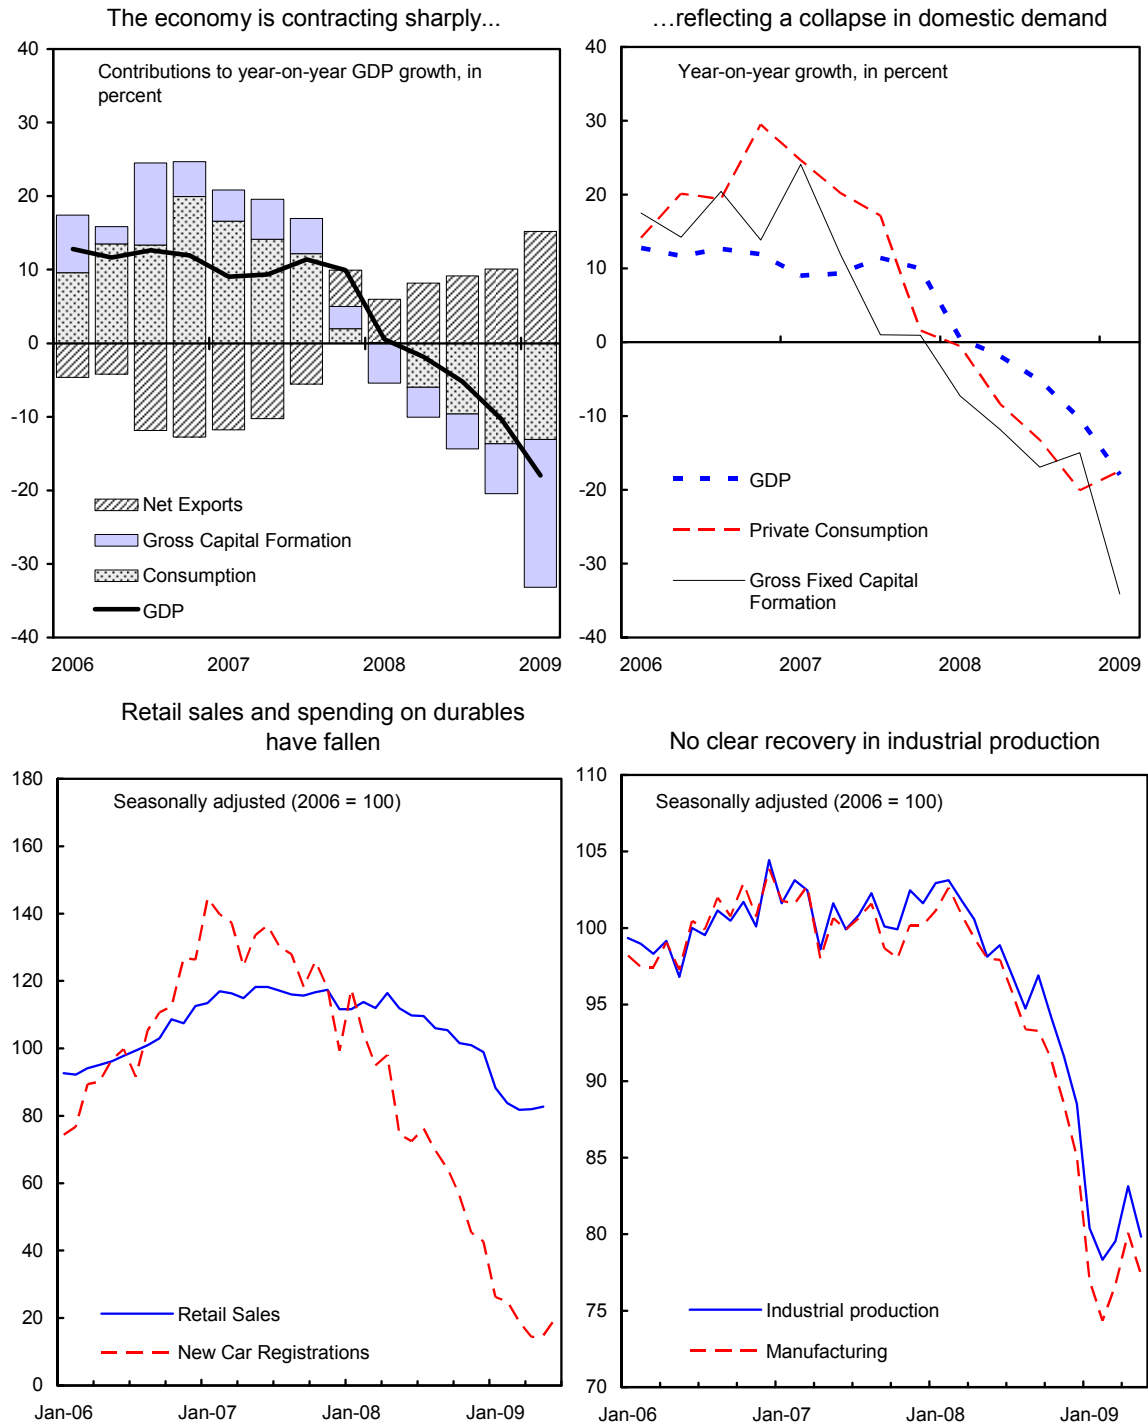 The economy is contracting sharply...
Contributions to year-on-year GDP growth, in
percent
40
30
20
10
0
-10
-20
-30
-40
Net Exports
Gross Capital Formation
Consumption
GDP
2006
2007
2008
2009
…reflecting a collapse in domestic demand
Year-on-year growth, in percent
40
30
20
10
0
-10
-20
-30
-40
GDP
Private Consumption
Gross Fixed Capital
Formation
2006
2007
2008
2009
Retail sales and spending on durables
have fallen
Seasonally adjusted (2006 = 100)
180
160
140
120
100
80
60
40
20
0
Retail Sales
New Car Registrations
Jan-06
Jan-07
Jan-08
Jan-09
No clear recovery in industrial production
Seasonally adjusted (2006 = 100)
110
105
100
95
90
85
80
75
70
Industrial production
Manufacturing
Jan-06
Jan-07
Jan-08
Jan-09